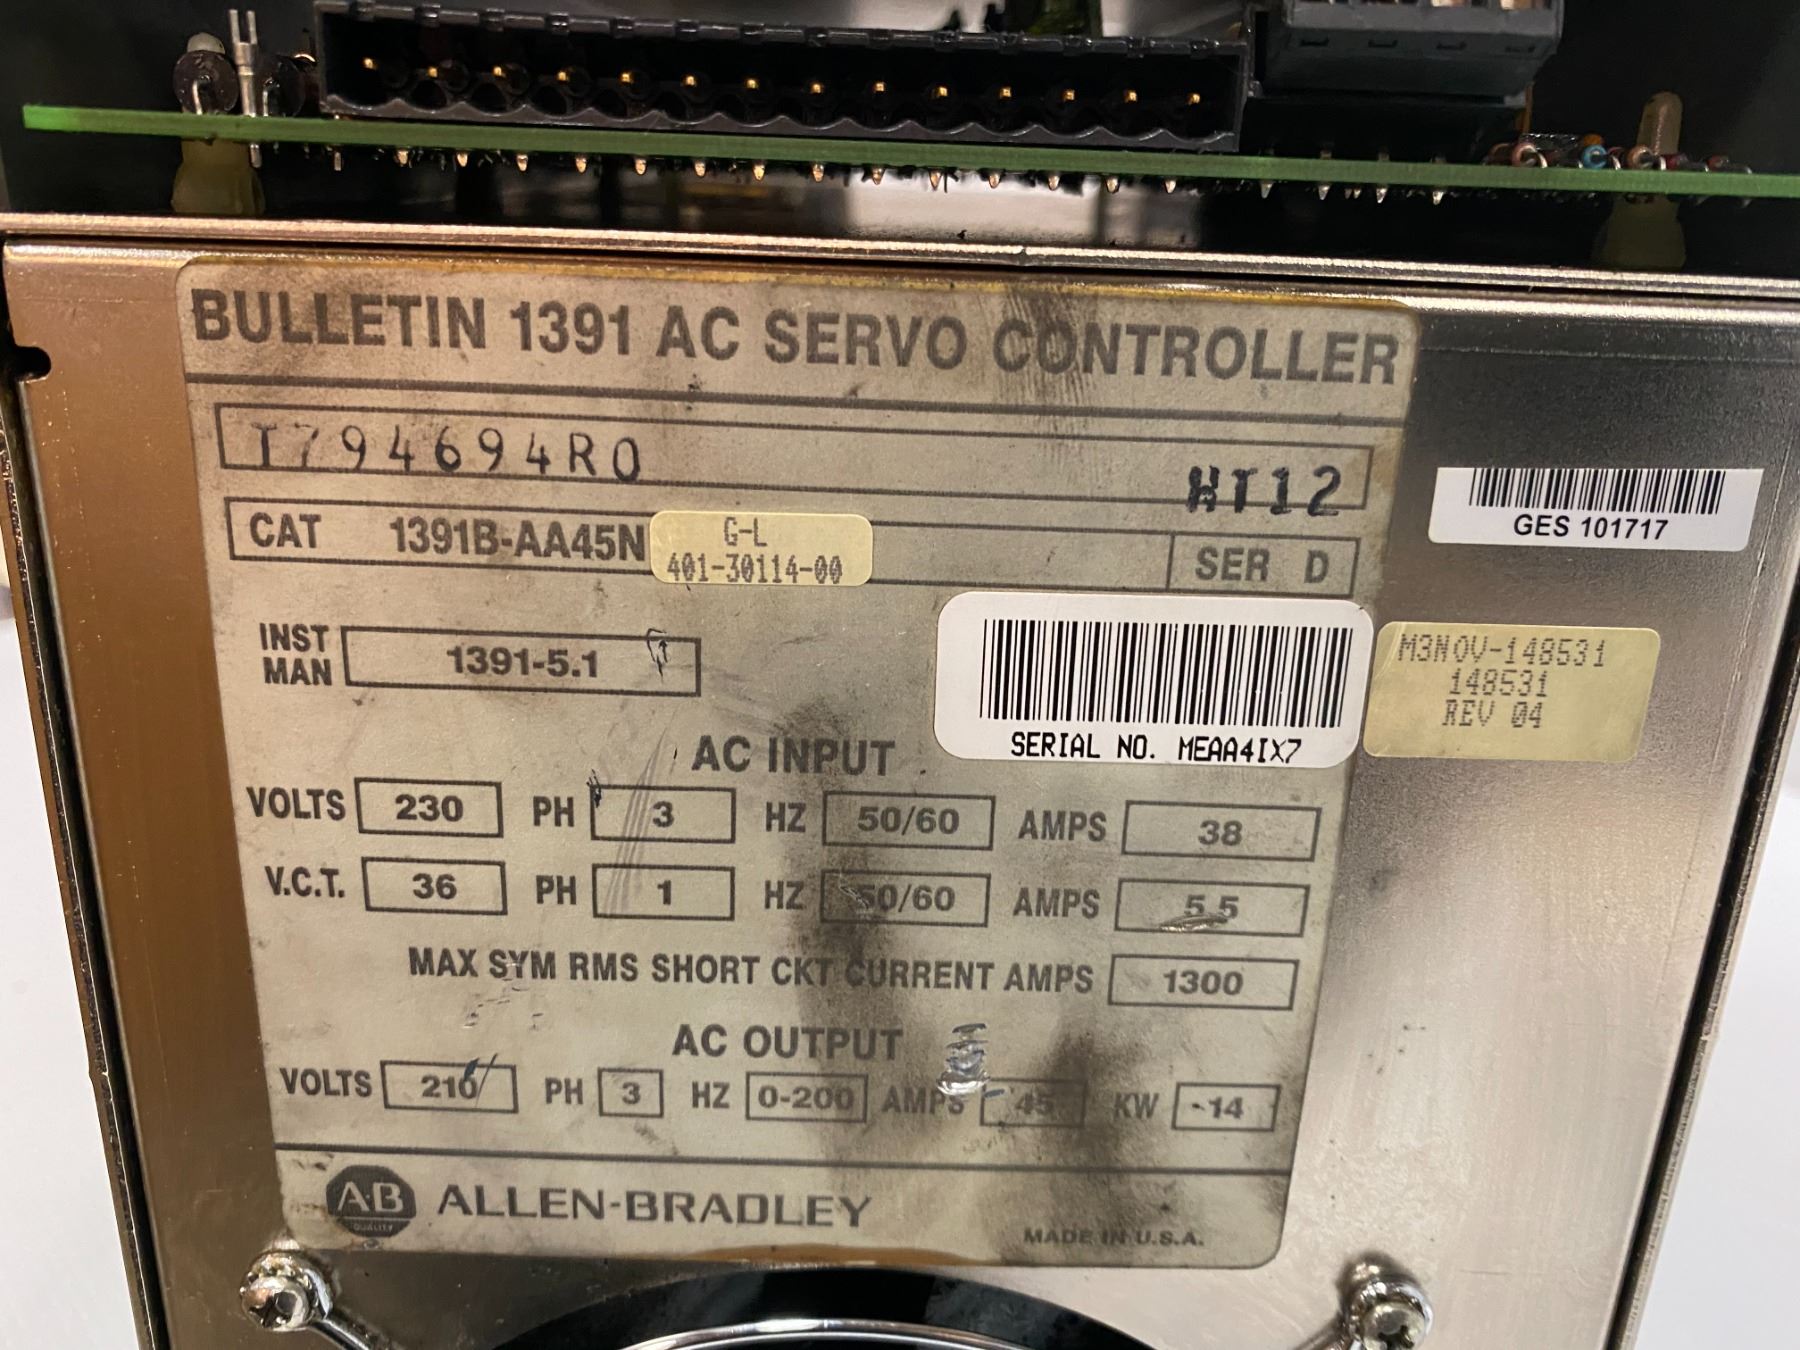 BULLETIN 1391 AC SERVO CONTROLLER
T794694R0 HT12
CAT 1391B-AA45N G-L SER D
401-30114-00
INST MAN 1391-5.1
SERIAL NO. MEAA4IX7
GES 101717
M3NOV-148531
148531
REV 04
AC INPUT
VOLTS 230 PH 3 HZ 50/60 AMPS 38
V.C.T. 36 PH 1 HZ 50/60 AMPS 5.5
MAX SYM RMS SHORT CKT CURRENT AMPS 1300
AC OUTPUT
VOLTS 210 PH 3 HZ 0-200 AMPS 45 KW 14
A-B QUALITY ALLEN-BRADLEY
MADE IN U.S.A.